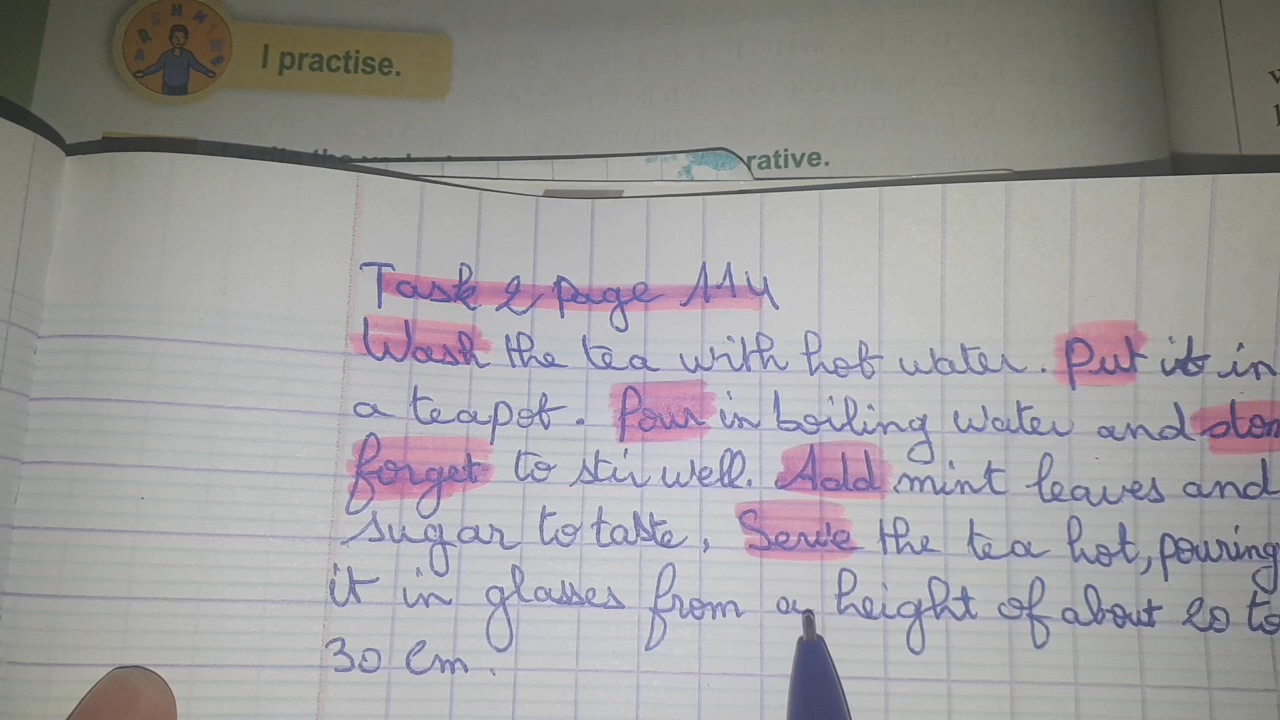 I practise.
rative.
Task 2 page 114
Wash the tea with hot water. Put it in
a teapot. Pour in boiling water and don
forget to stir well. Add mint leaves and
sugar to taste, Serve the tea hot, pouring
it in glasses from a height of about 20 to
30 cm.